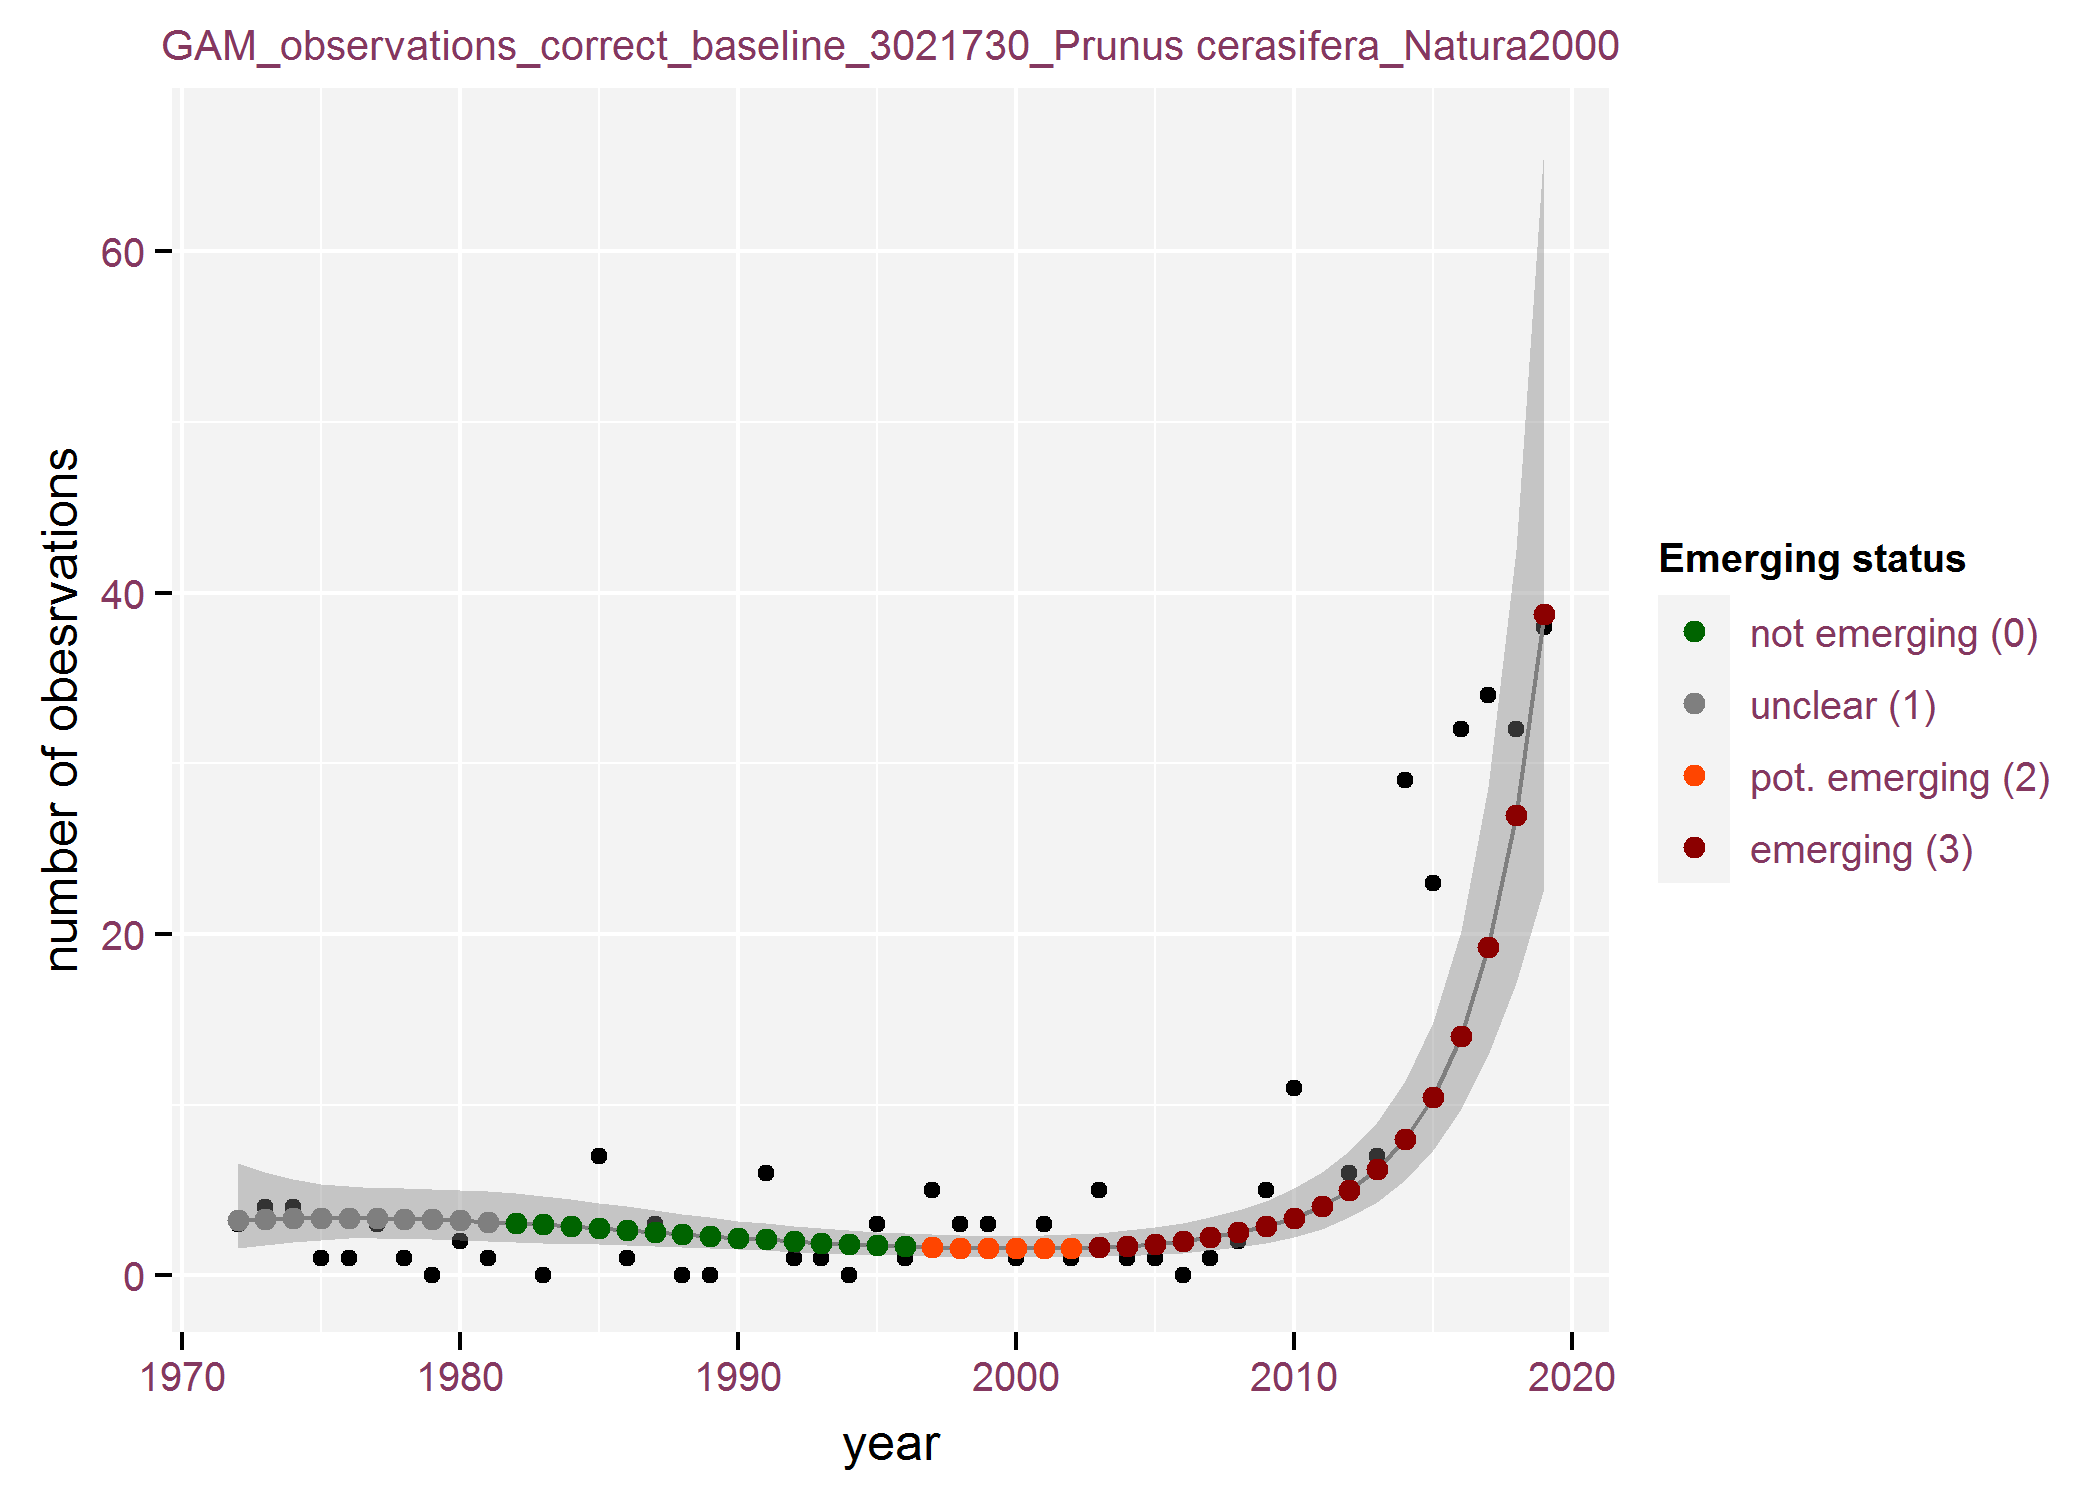 GAM_observations_correct_baseline_3021730_Prunus cerasifera_Natura2000
number of obesrvations
60
40
20
0
1970 1980 1990 2000 2010 2020
year
Emerging status
not emerging (0)
unclear (1)
pot. emerging (2)
emerging (3)